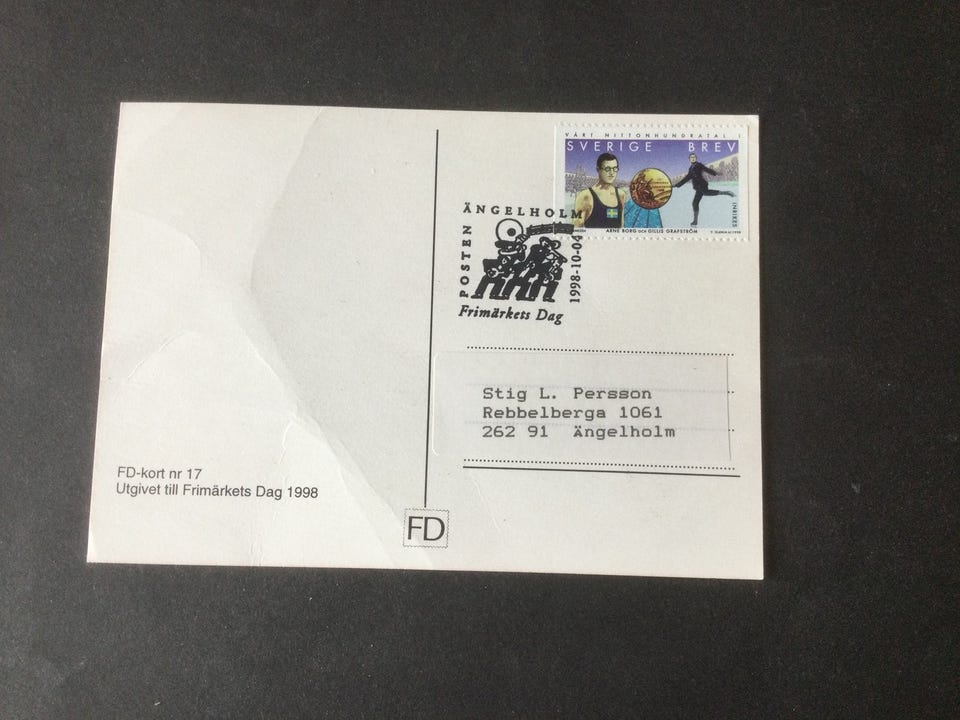 VÅRT NITTONHUNDRATAL I
SVERIGE BREV
INRIKES
ARNE BORG OCH GILLIS GRAFSTRÖM
ÄNGELHOLM
POSTEN
1998-10-04
Frimärkets Dag
Stig L. Persson
Rebbelberga 1061
262 91 Ängelholm
FD-kort nr 17
Utgivet till Frimärkets Dag 1998
FD